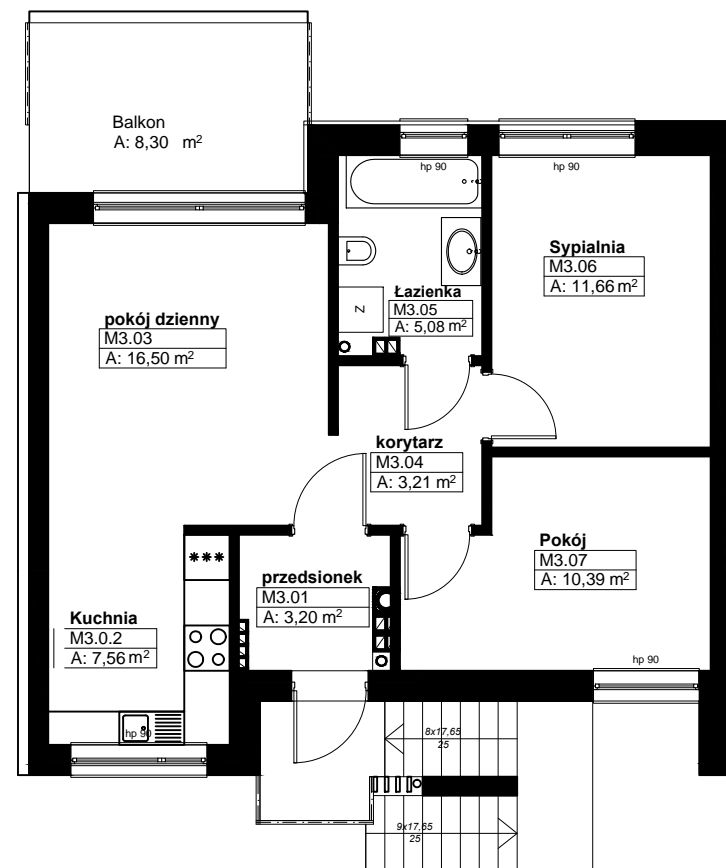 Balkon
A: 8,30 m²
hp 90
hp 90
Sypialnia
M3.06
A: 11,66 m²
Łazienka
M3.05
A: 5,08 m²
Z
pokój dzienny
M3.03
A: 16,50 m²
korytarz
M3.04
A: 3,21 m²
Pokój
M3.07
A: 10,39 m²
przedsionek
M3.01
A: 3,20 m²
***
Kuchnia
M3.0.2
A: 7,56 m²
hp 90
hp 90
8x17,65
25
9x17,65
25